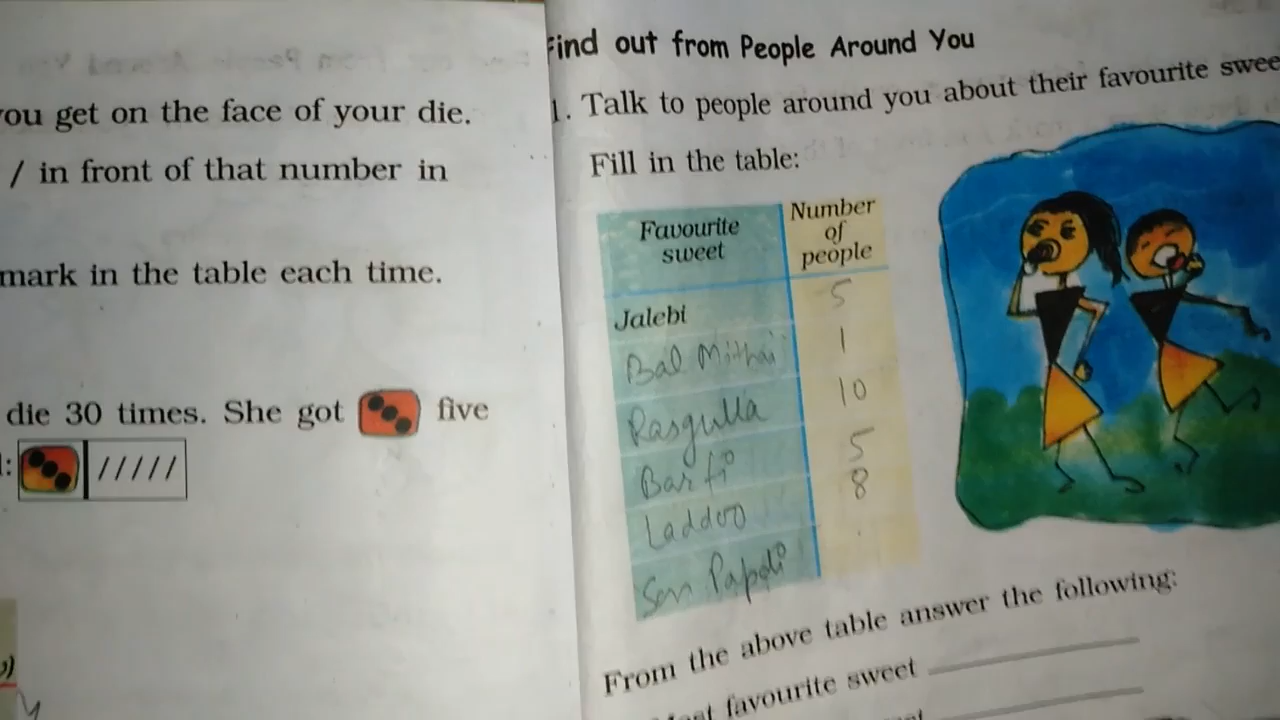 you get on the face of your die.
/ in front of that number in
mark in the table each time.
die 30 times. She got five
/////
Find out from People Around You
1. Talk to people around you about their favourite swee
Fill in the table:
Favourite sweet
Number of people
Jalebi 5
Bal Mithai 1
Rasgulla 10
Barfi 5
Laddoo 8
Son Papdi
From the above table answer the following:
Most favourite sweet